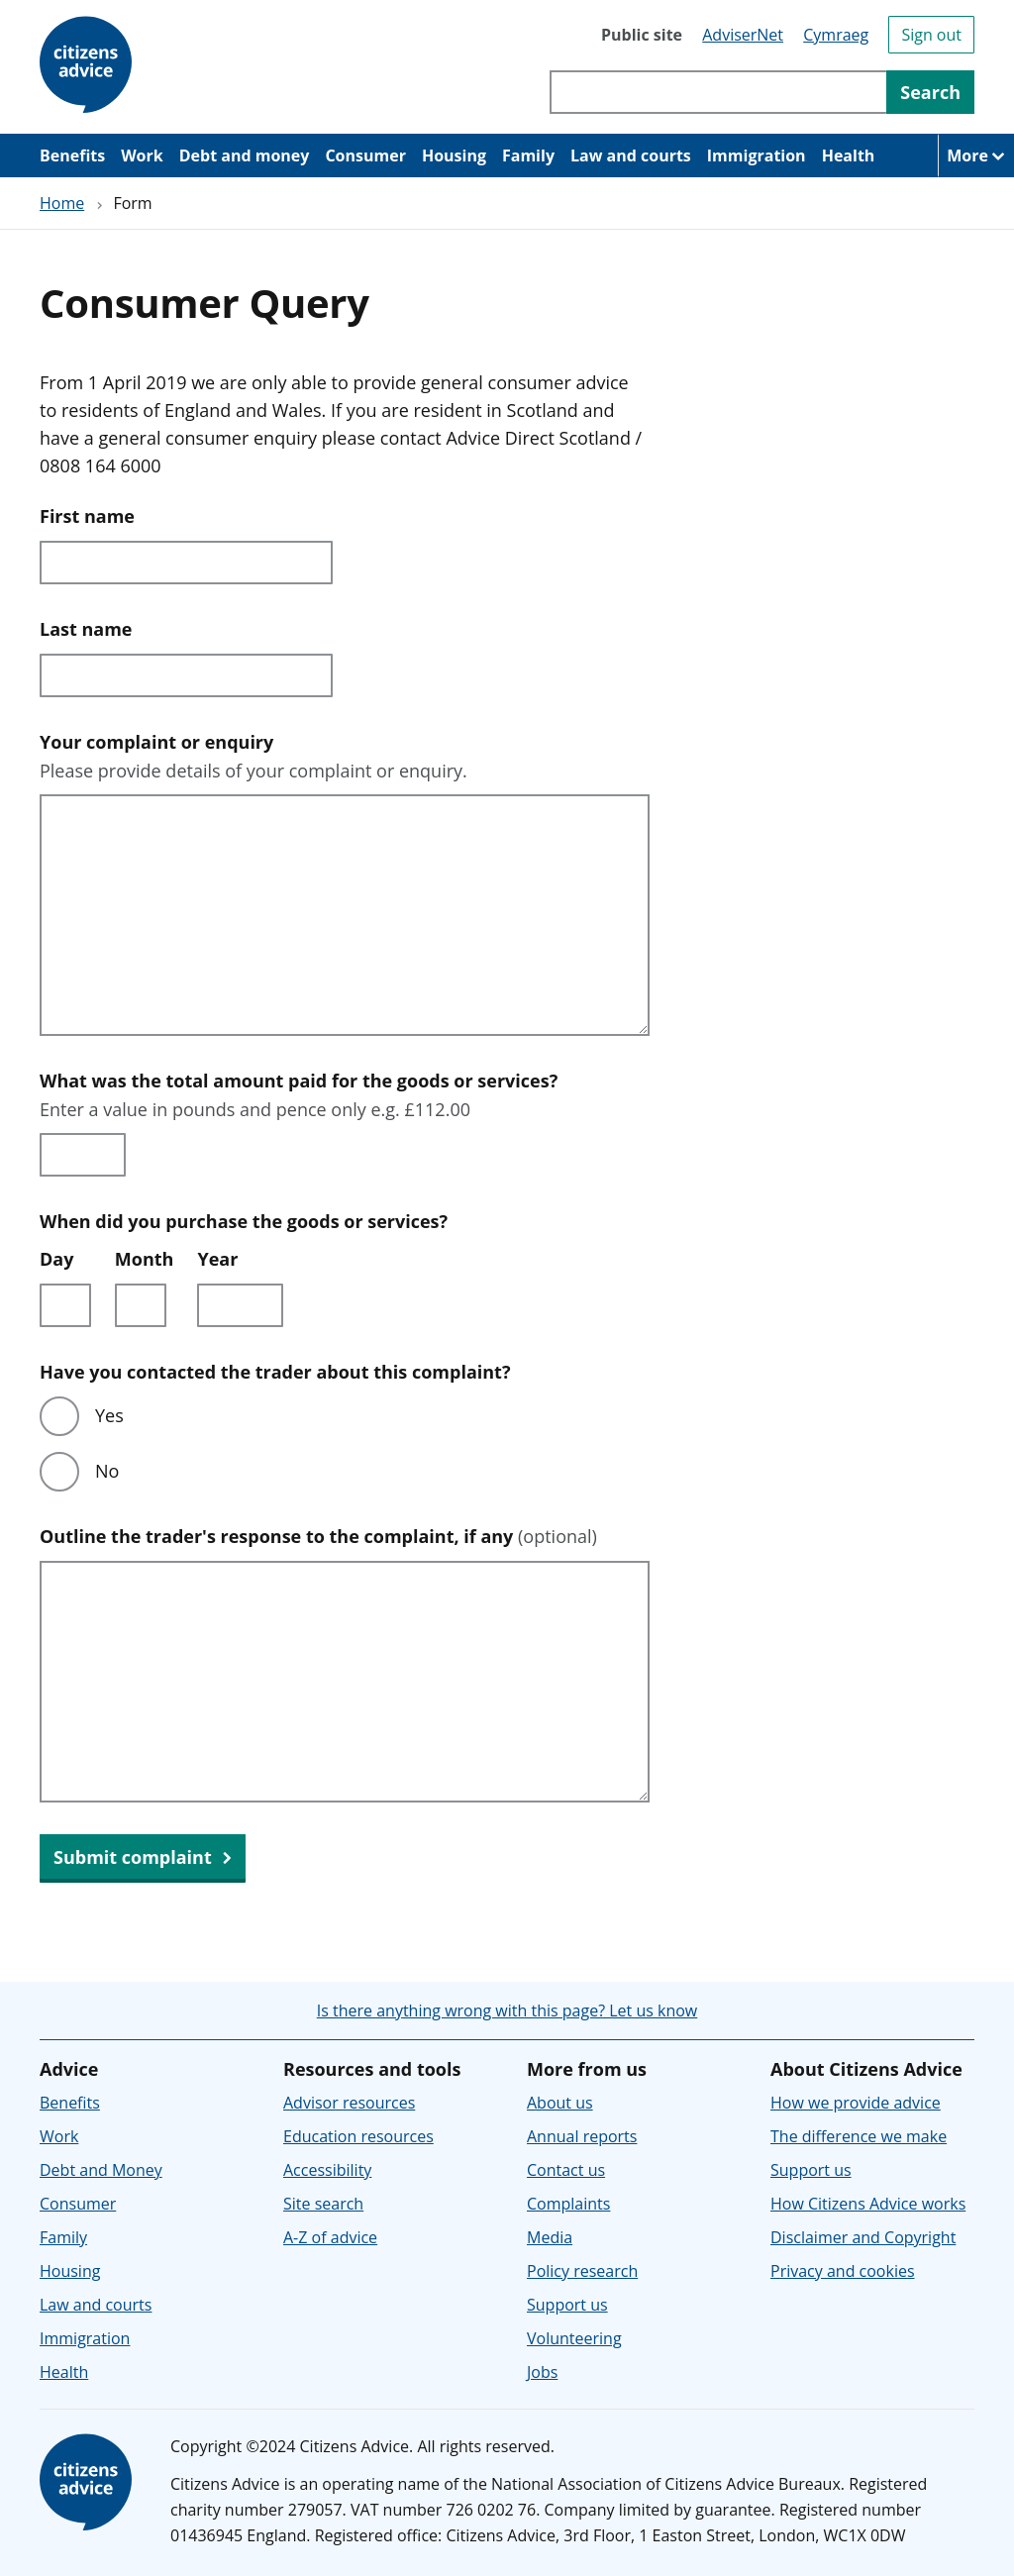 citizens
advice
Public site AdviserNet Cymraeg Sign out
Search
Benefits Work Debt and money Consumer Housing Family Law and courts Immigration Health More
Home › Form
Consumer Query
From 1 April 2019 we are only able to provide general consumer advice
to residents of England and Wales. If you are resident in Scotland and
have a general consumer enquiry please contact Advice Direct Scotland /
0808 164 6000
First name
Last name
Your complaint or enquiry
Please provide details of your complaint or enquiry.
What was the total amount paid for the goods or services?
Enter a value in pounds and pence only e.g. £112.00
When did you purchase the goods or services?
Day Month Year
Have you contacted the trader about this complaint?
Yes
No
Outline the trader's response to the complaint, if any (optional)
Submit complaint
Is there anything wrong with this page? Let us know
Advice
Benefits
Work
Debt and Money
Consumer
Family
Housing
Law and courts
Immigration
Health
Resources and tools
Advisor resources
Education resources
Accessibility
Site search
A-Z of advice
More from us
About us
Annual reports
Contact us
Complaints
Media
Policy research
Support us
Volunteering
Jobs
About Citizens Advice
How we provide advice
The difference we make
Support us
How Citizens Advice works
Disclaimer and Copyright
Privacy and cookies
citizens
advice
Copyright ©2024 Citizens Advice. All rights reserved.
Citizens Advice is an operating name of the National Association of Citizens Advice Bureaux. Registered
charity number 279057. VAT number 726 0202 76. Company limited by guarantee. Registered number
01436945 England. Registered office: Citizens Advice, 3rd Floor, 1 Easton Street, London, WC1X 0DW